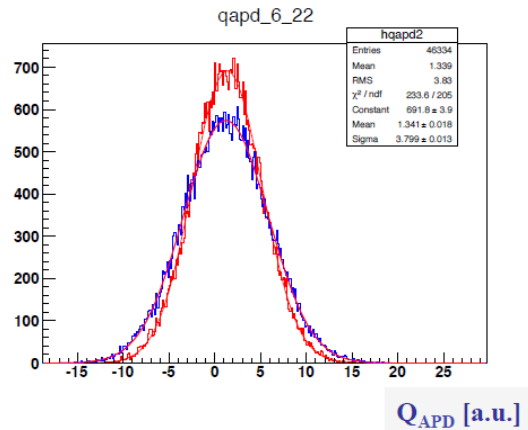 qapd_6_22
hqapd2
Entries 46334
Mean 1.339
RMS 3.83
χ² / ndf 233.6 / 205
Constant 691.8 ± 3.9
Mean 1.341 ± 0.018
Sigma 3.799 ± 0.013
700
600
500
400
300
200
100
0
-15 -10 -5 0 5 10 15 20 25
Q_APD [a.u.]